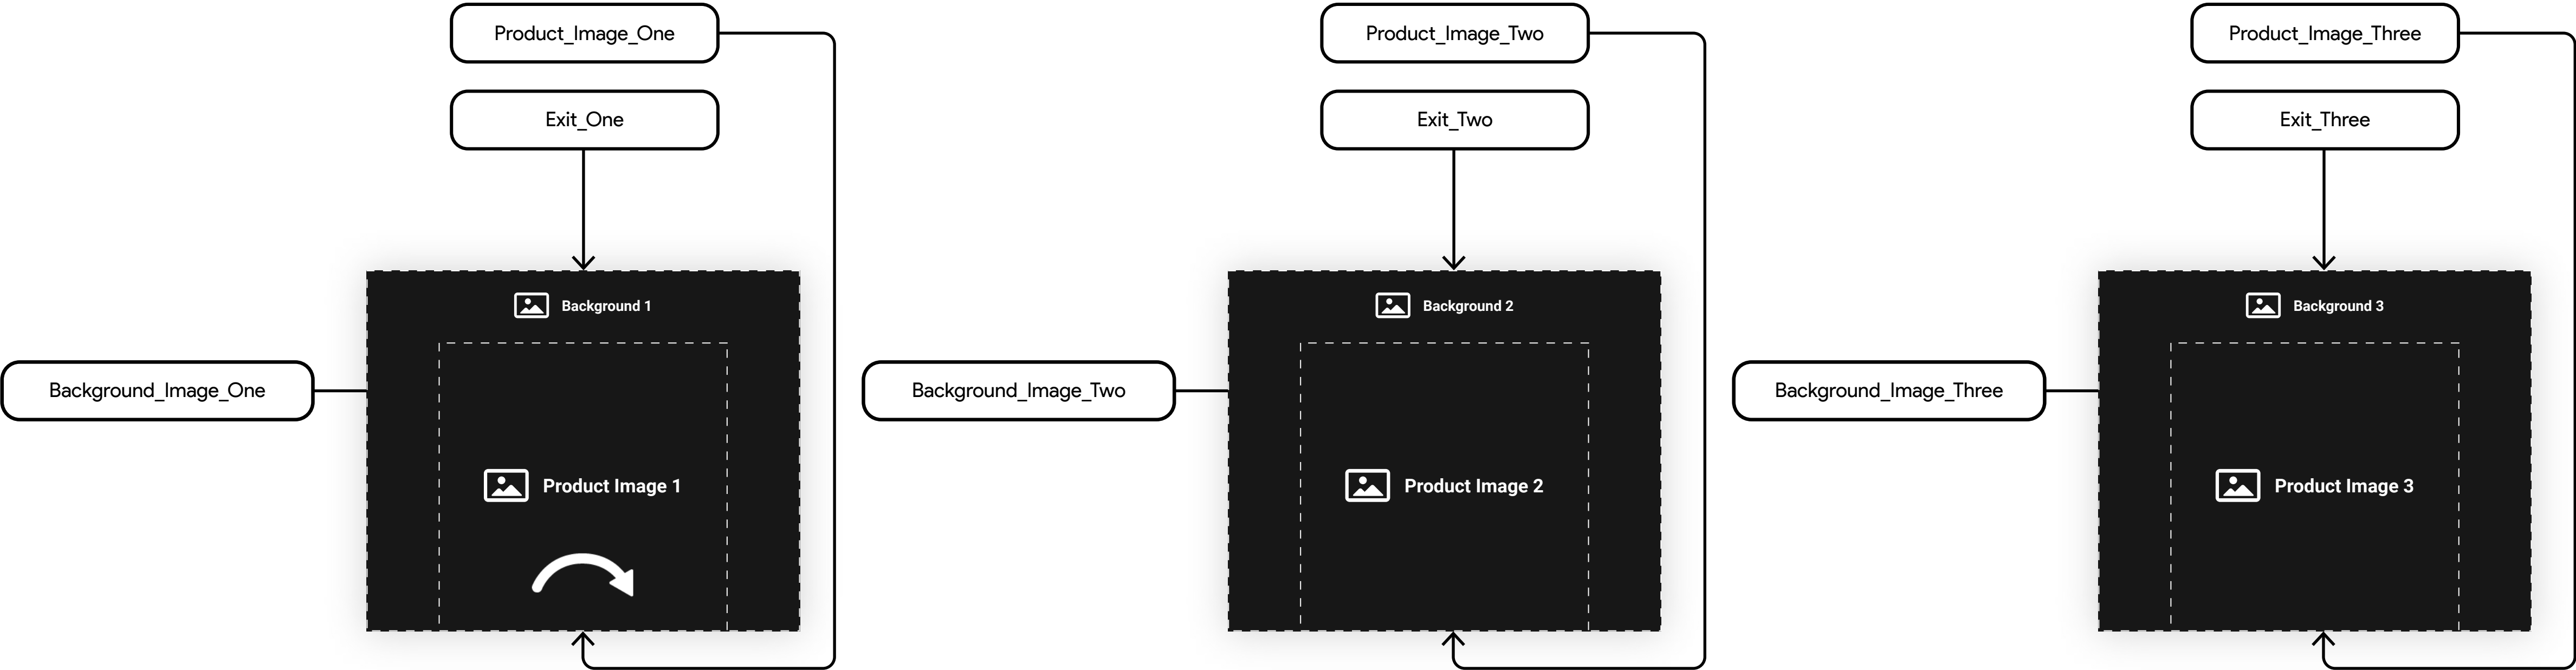 Product_Image_One
Exit_One
Background 1
Background_Image_One
Product Image 1
Product_Image_Two
Exit_Two
Background 2
Background_Image_Two
Product Image 2
Product_Image_Three
Exit_Three
Background 3
Background_Image_Three
Product Image 3